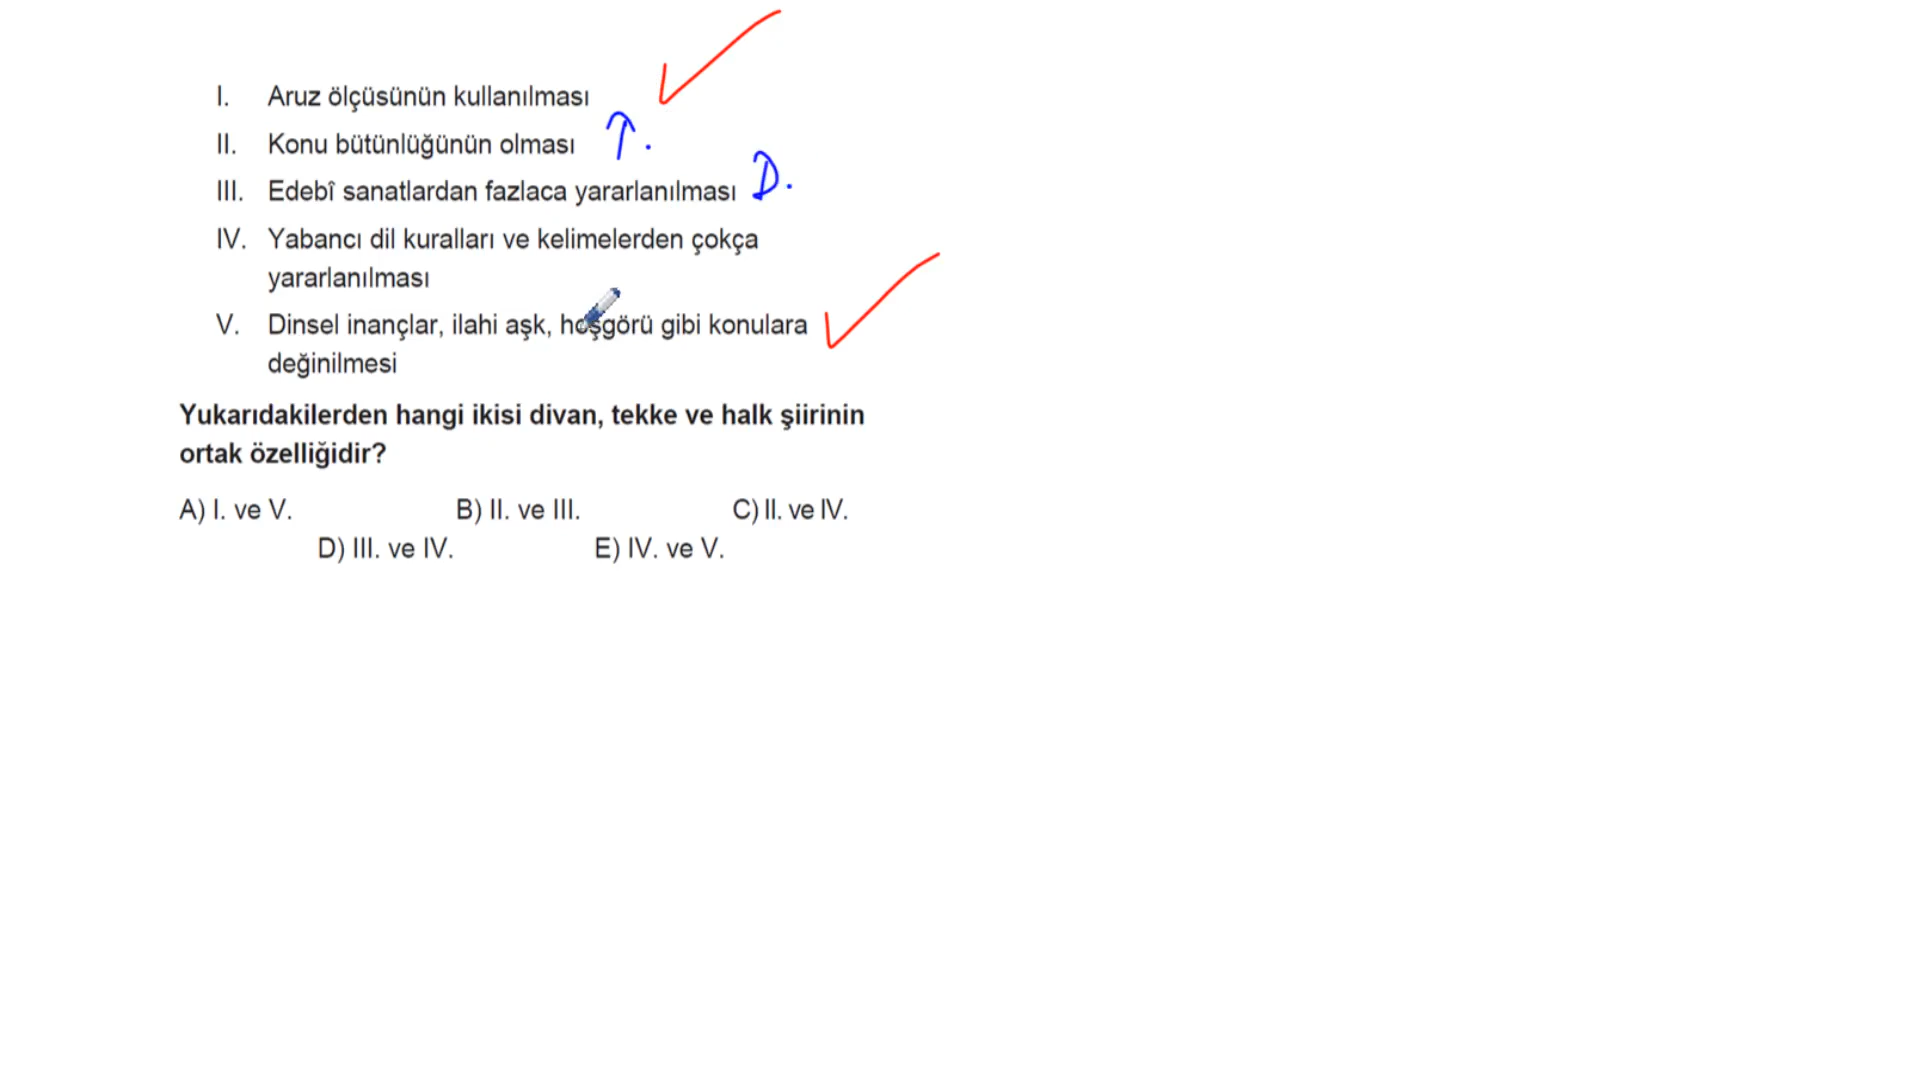 I. Aruz ölçüsünün kullanılması
II. Konu bütünlüğünün olması T.
III. Edebî sanatlardan fazlaca yararlanılması D.
IV. Yabancı dil kuralları ve kelimelerden çokça
yararlanılması
V. Dinsel inançlar, ilahi aşk, hoşgörü gibi konulara
değinilmesi
Yukarıdakilerden hangi ikisi divan, tekke ve halk şiirinin
ortak özelliğidir?
A) I. ve V. B) II. ve III. C) II. ve IV.
D) III. ve IV. E) IV. ve V.